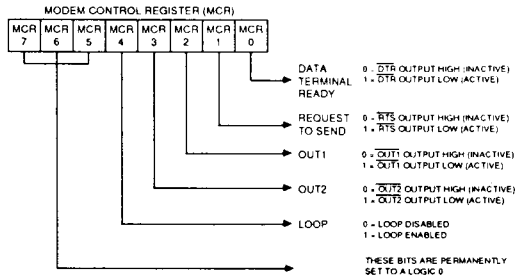 MODEM CONTROL REGISTER (MCR)
MCR 7 MCR 6 MCR 5 MCR 4 MCR 3 MCR 2 MCR 1 MCR 0
DATA TERMINAL READY
0 - DTR OUTPUT HIGH (INACTIVE)
1 - DTR OUTPUT LOW (ACTIVE)
REQUEST TO SEND
0 - RTS OUTPUT HIGH (INACTIVE)
1 - RTS OUTPUT LOW (ACTIVE)
OUT1
0 - OUT1 OUTPUT HIGH (INACTIVE)
1 - OUT1 OUTPUT LOW (ACTIVE)
OUT2
0 - OUT2 OUTPUT HIGH (INACTIVE)
1 - OUT2 OUTPUT LOW (ACTIVE)
LOOP
0 - LOOP DISABLED
1 - LOOP ENABLED
THESE BITS ARE PERMANENTLY
SET TO A LOGIC 0